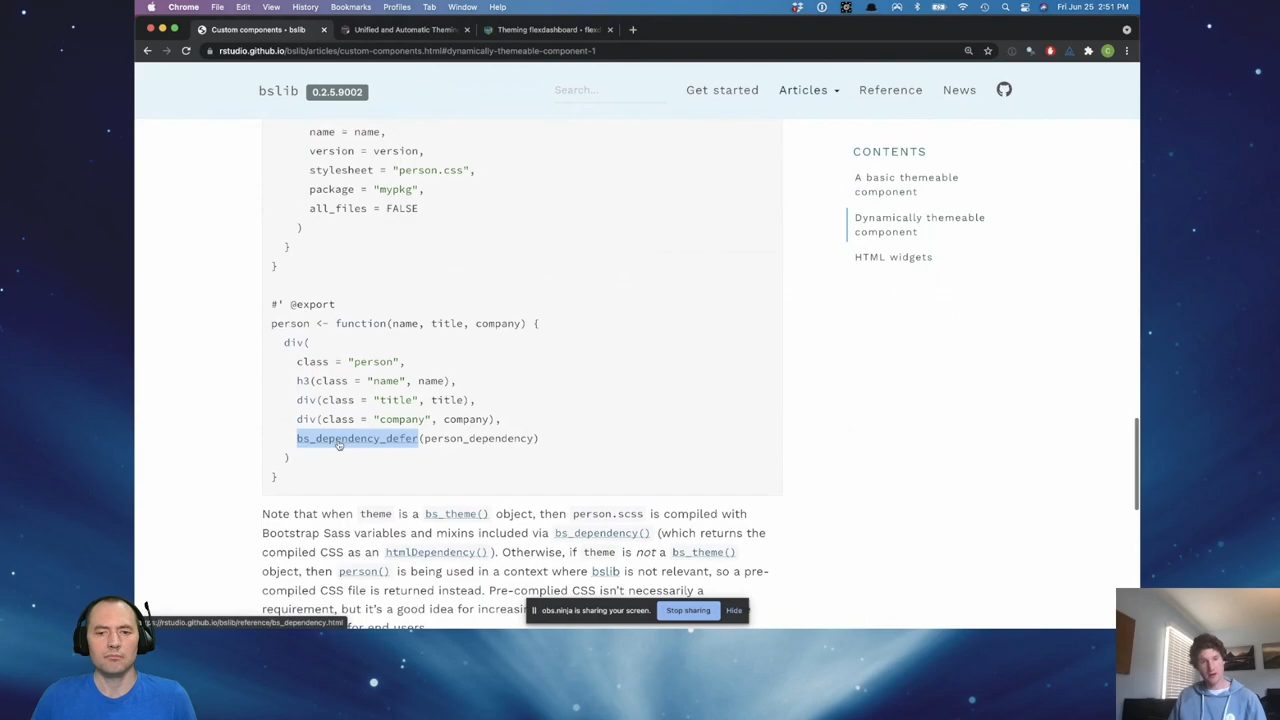 Chrome File Edit View History Bookmarks Profiles Tab Window Help Fri Jun 25 2:51 PM
Custom components - bslib Unified and Automatic Themin Theming flexdashboard - flexd
rstudio.github.io/bslib/articles/custom-components.html#dynamically-themeable-component-1
bslib 0.2.5.9002 Search... Get started Articles Reference News
name = name,
version = version,
stylesheet = "person.css",
package = "mypkg",
all_files = FALSE
)
}
}
#' @export
person <- function(name, title, company) {
div(
class = "person",
h3(class = "name", name),
div(class = "title", title),
div(class = "company", company),
bs_dependency_defer(person_dependency)
)
}
Note that when theme is a bs_theme() object, then person.scss is compiled with
Bootstrap Sass variables and mixins included via bs_dependency() (which returns the
compiled CSS as an htmlDependency()). Otherwise, if theme is not a bs_theme()
object, then person() is being used in a context where bslib is not relevant, so a pre-
compiled CSS file is returned instead. Pre-complied CSS isn't necessarily a
requirement, but it's a good idea for increasin
for end users.
CONTENTS
A basic themeable
component
Dynamically themeable
component
HTML widgets
obs.ninja is sharing your screen. Stop sharing Hide
://rstudio.github.io/bslib/reference/bs_dependency.html